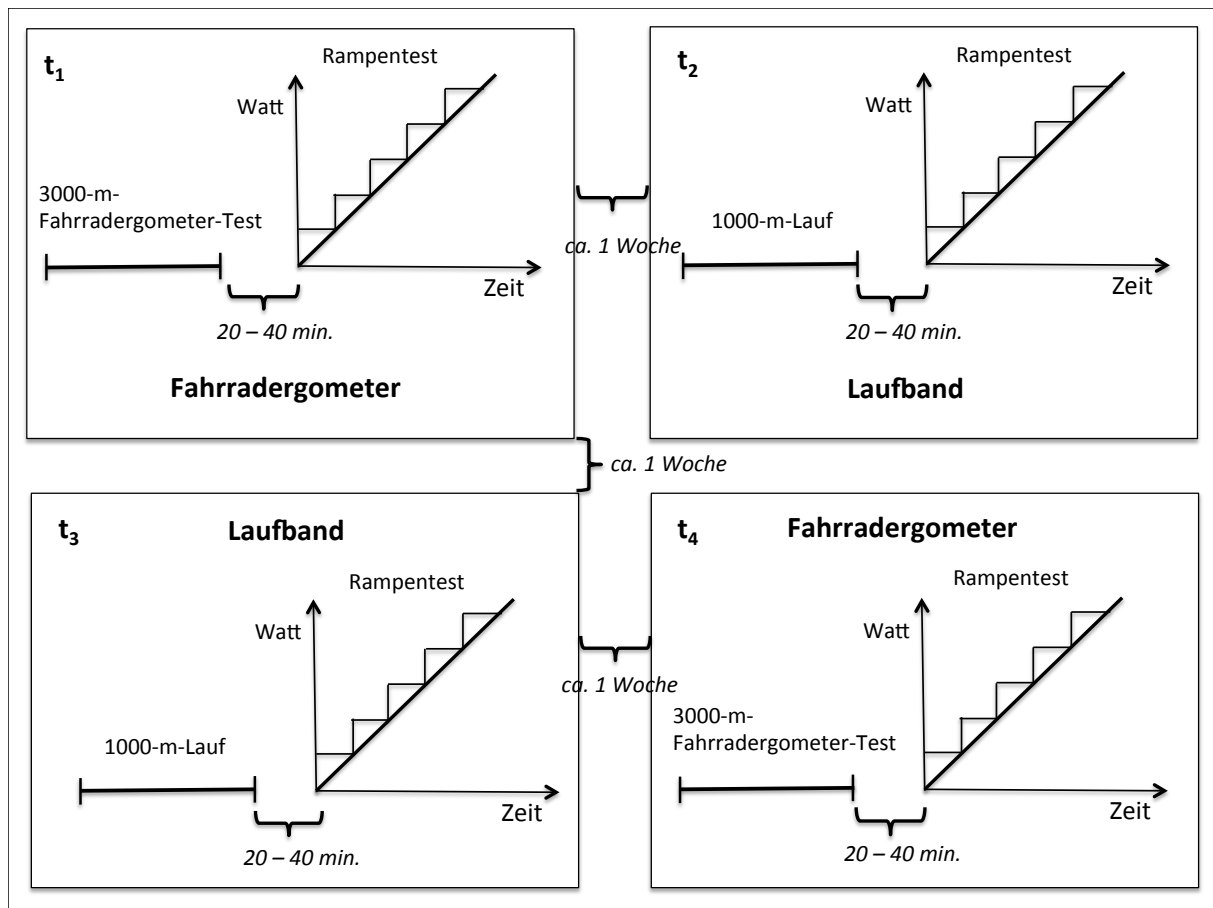 t1
Rampentest
Watt
3000-m-
Fahrradergometer-Test
Zeit
20 – 40 min.
Fahrradergometer
ca. 1 Woche
t2
Rampentest
Watt
1000-m-Lauf
Zeit
20 – 40 min.
Laufband
ca. 1 Woche
t3
Laufband
Rampentest
Watt
1000-m-Lauf
Zeit
20 – 40 min.
ca. 1 Woche
t4
Fahrradergometer
Rampentest
Watt
3000-m-
Fahrradergometer-Test
Zeit
20 – 40 min.